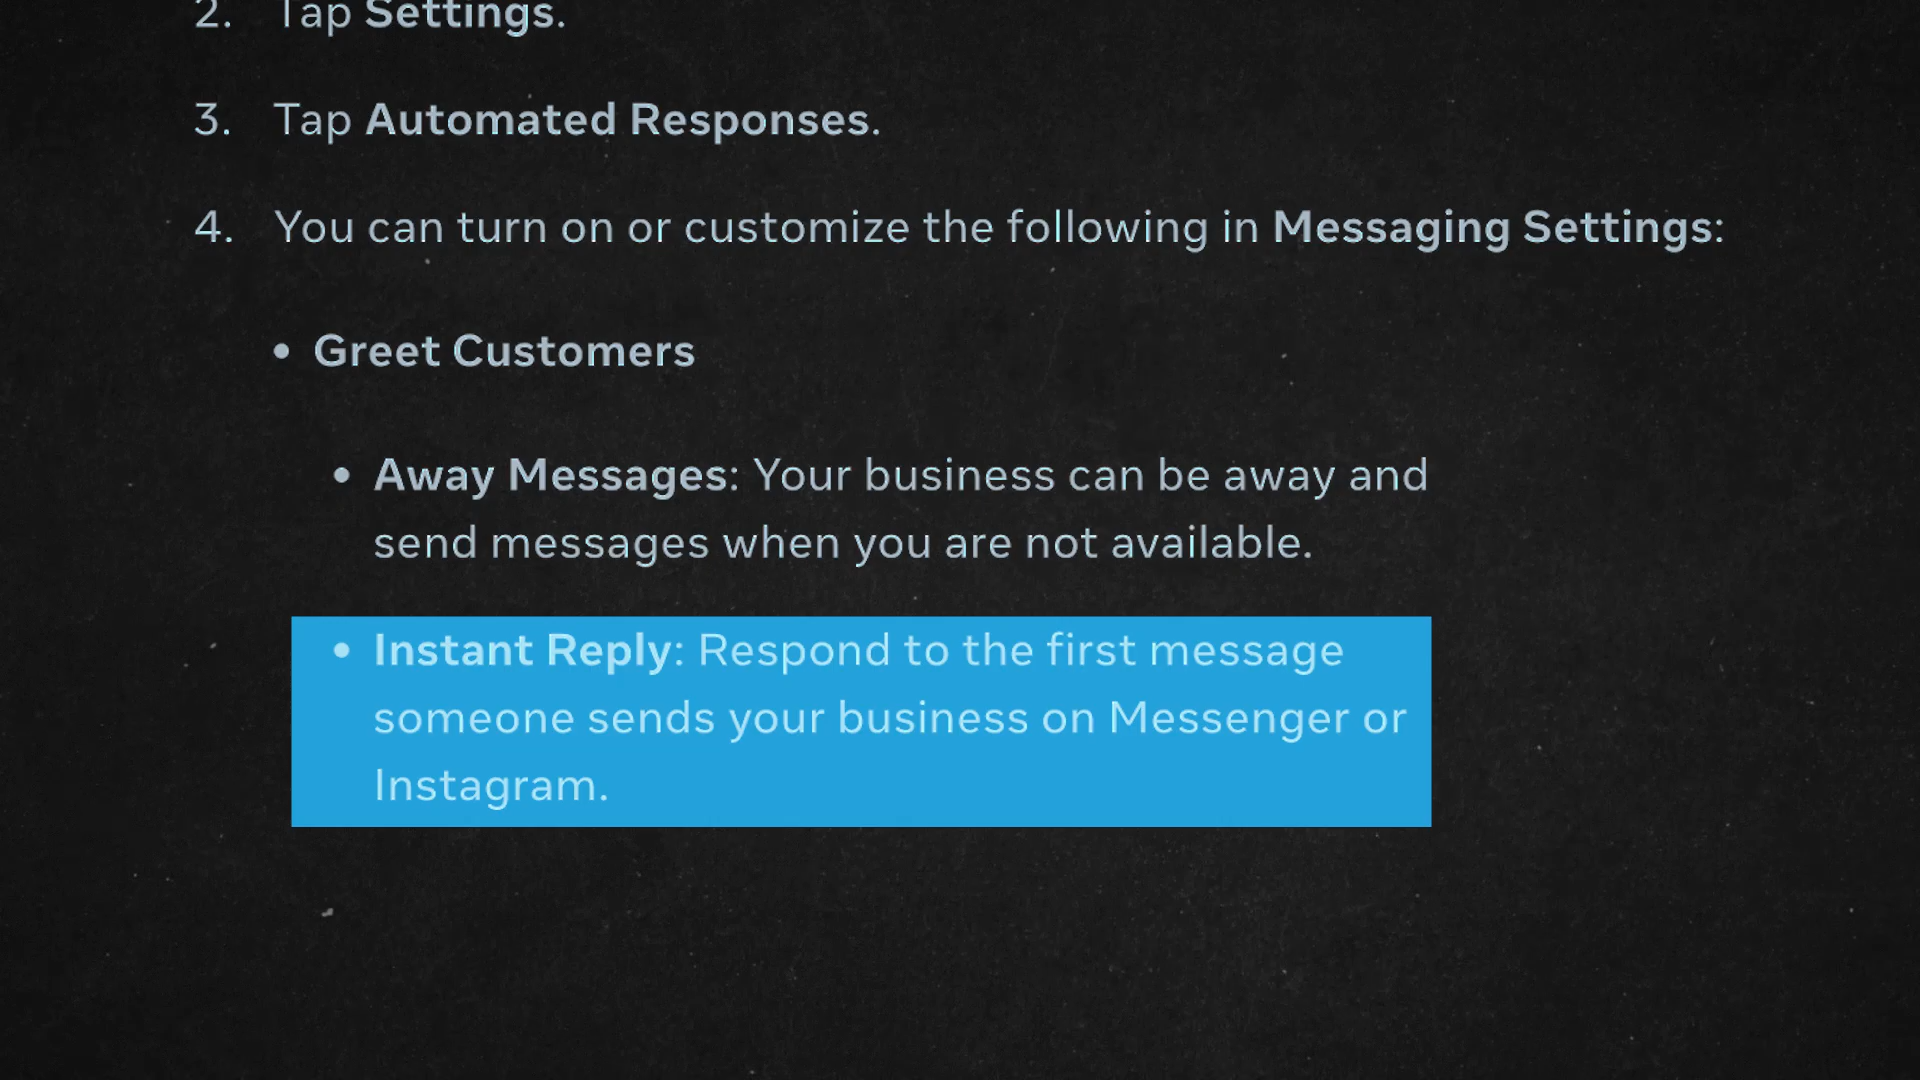 2. Tap Settings.
3. Tap Automated Responses.
4. You can turn on or customize the following in Messaging Settings:
• Greet Customers
• Away Messages: Your business can be away and
send messages when you are not available.
• Instant Reply: Respond to the first message
someone sends your business on Messenger or
Instagram.